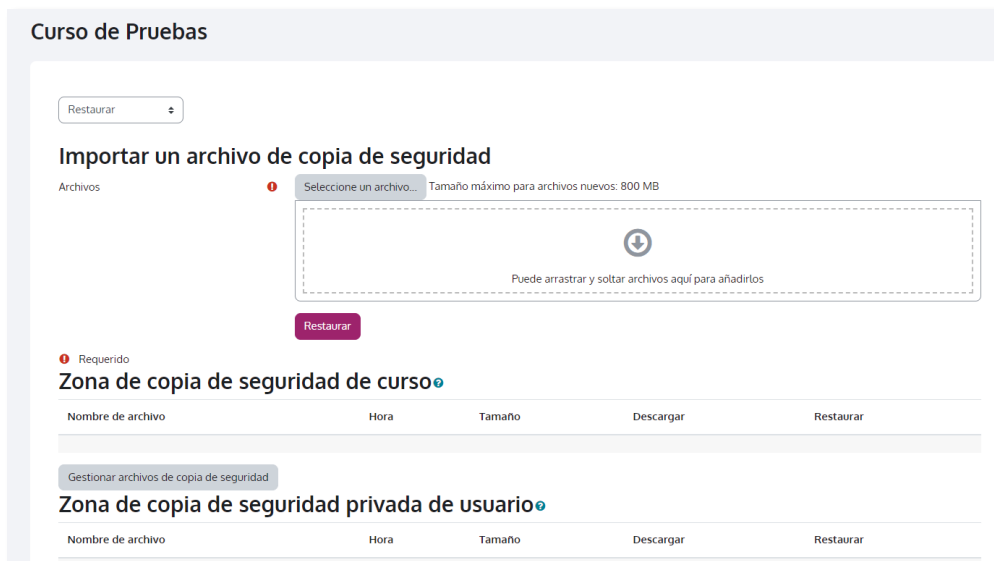 Curso de Pruebas
Restaurar
Importar un archivo de copia de seguridad
Archivos
Seleccione un archivo... Tamaño máximo para archivos nuevos: 800 MB
Puede arrastrar y soltar archivos aquí para añadirlos
Restaurar
Requerido
Zona de copia de seguridad de curso
Nombre de archivo Hora Tamaño Descargar Restaurar
Gestionar archivos de copia de seguridad
Zona de copia de seguridad privada de usuario
Nombre de archivo Hora Tamaño Descargar Restaurar